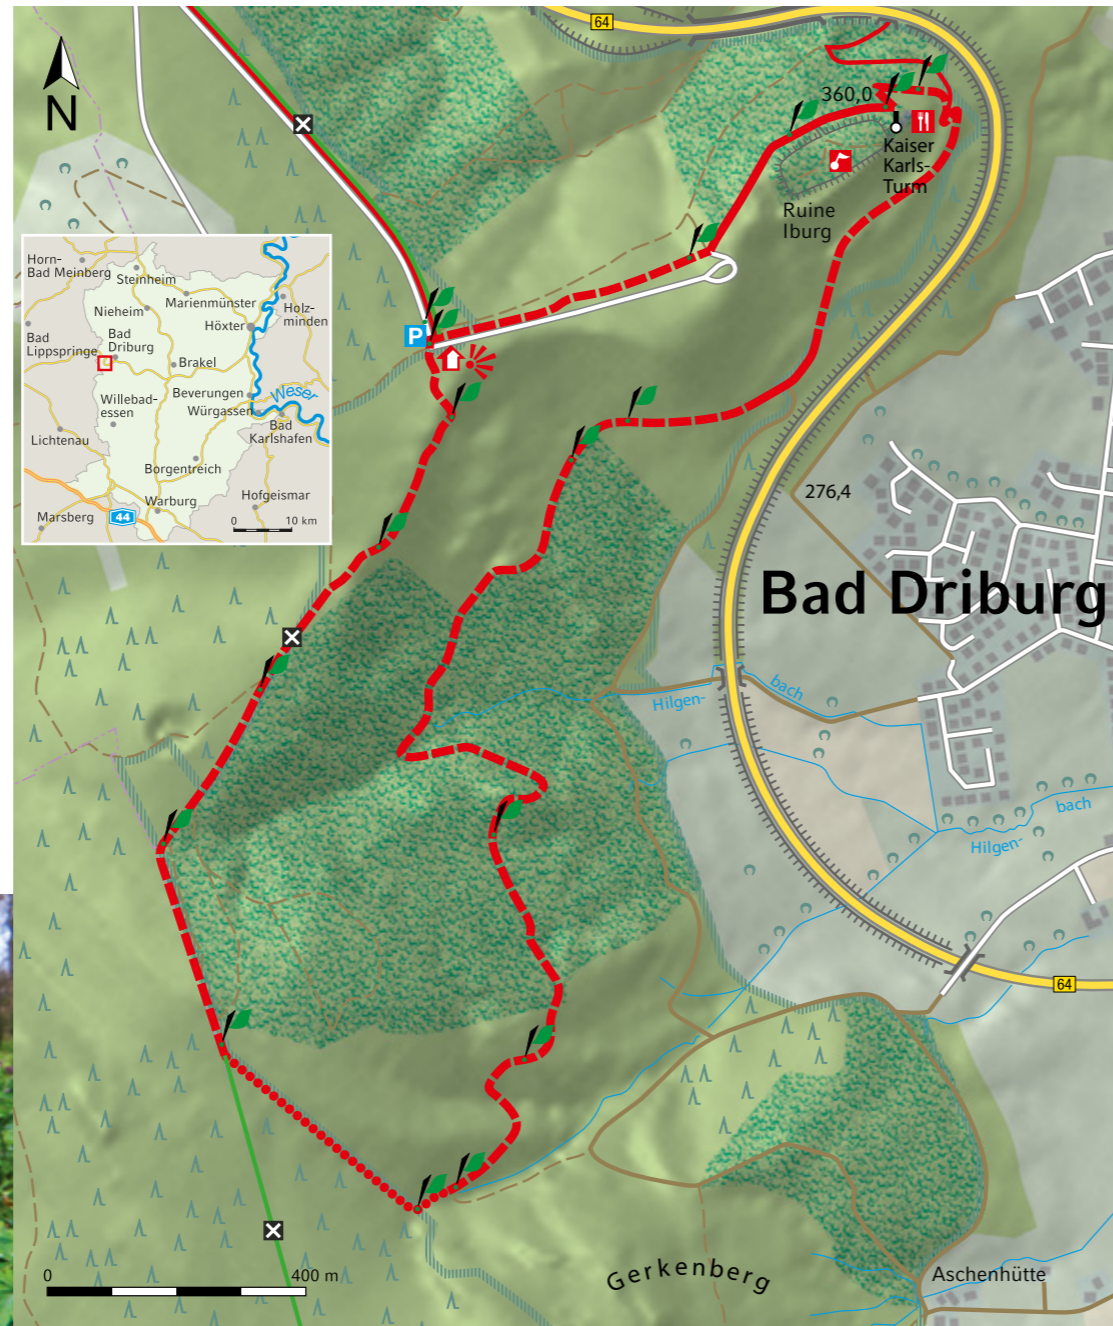 64
N
360,0
Kaiser
Karls-
Turm
Ruine
Iburg
Horn-
Bad Meinberg
Steinheim
Marienmünster
Nieheim
Holz-
minden
Höxter
Bad
Lippspringe
Bad
Driburg
Brakel
Beverungen
Weser
Willebad-
essen
Würgassen
Bad
Karlshafen
Lichtenau
Borgentreich
Warburg
Hofgeismar
Marsberg
44
0 10 km
P
276,4
Bad Driburg
Hilgen-
bach
Hilgen-
bach
64
0 400 m
Gerkenberg
Aschenhütte